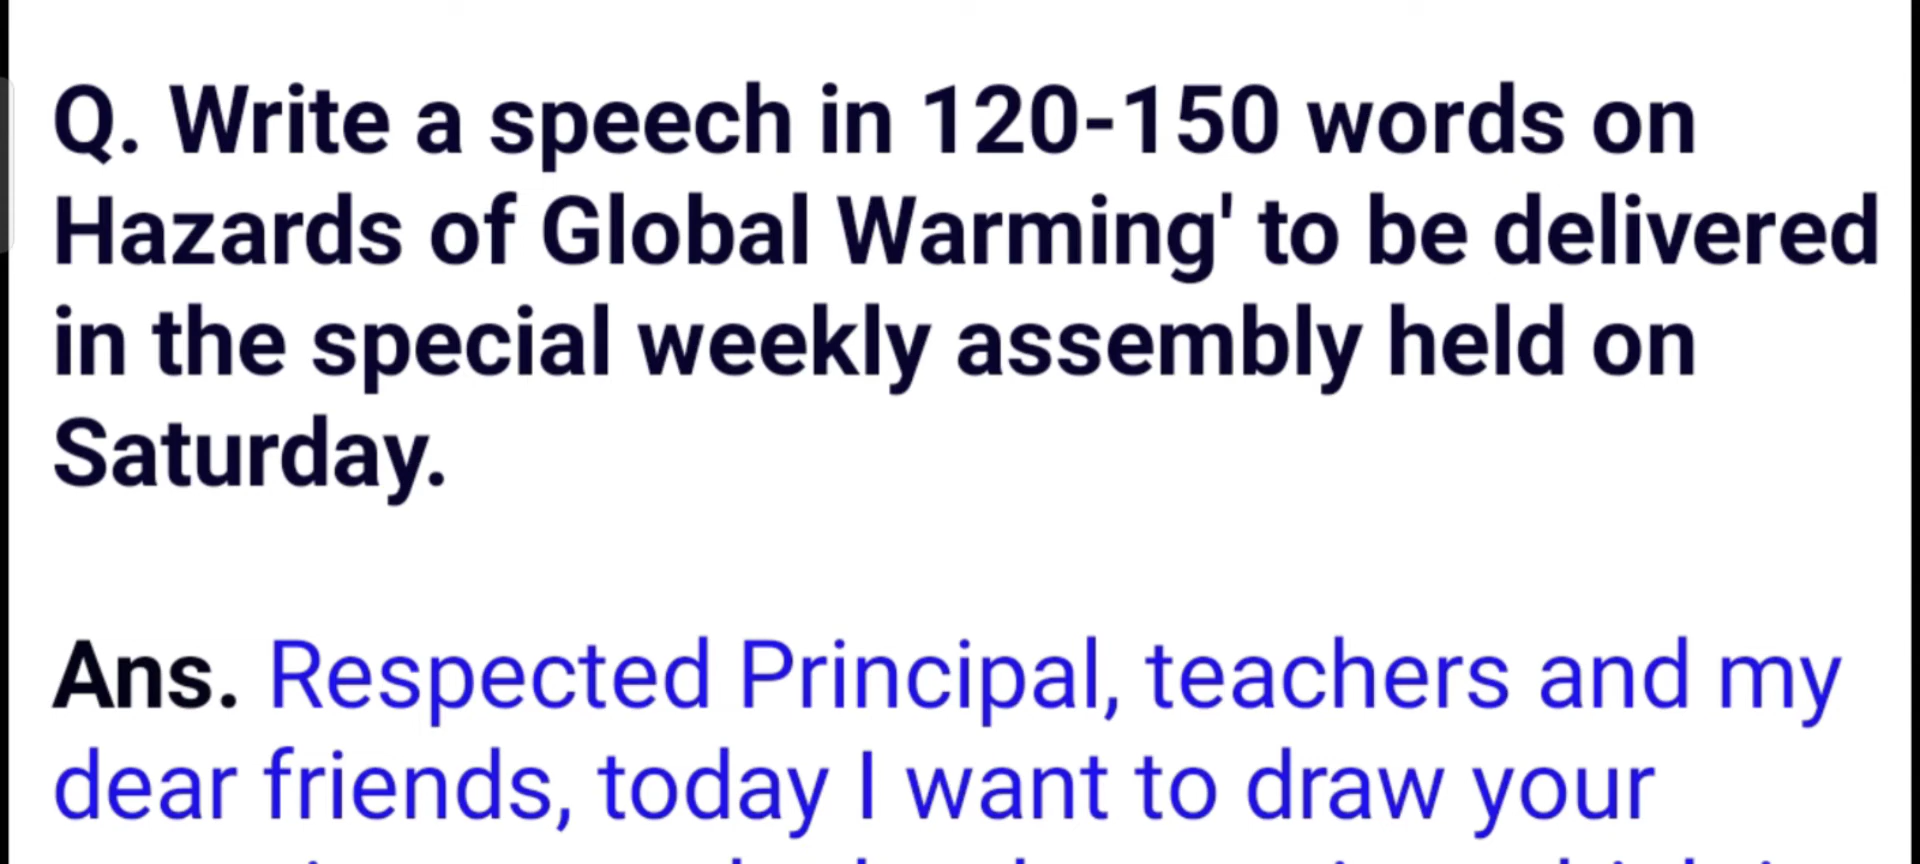 Q. Write a speech in 120-150 words on
Hazards of Global Warming' to be delivered
in the special weekly assembly held on
Saturday.
Ans. Respected Principal, teachers and my
dear friends, today I want to draw your